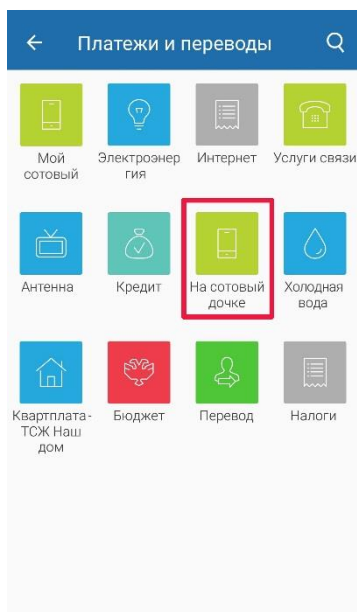 Платежи и переводы
Мой
сотовый
Электроэнер
гия
Интернет
Услуги связи
Антенна
Кредит
На сотовый
дочке
Холодная
вода
Квартплата-
ТСЖ Наш
дом
Бюджет
Перевод
Налоги